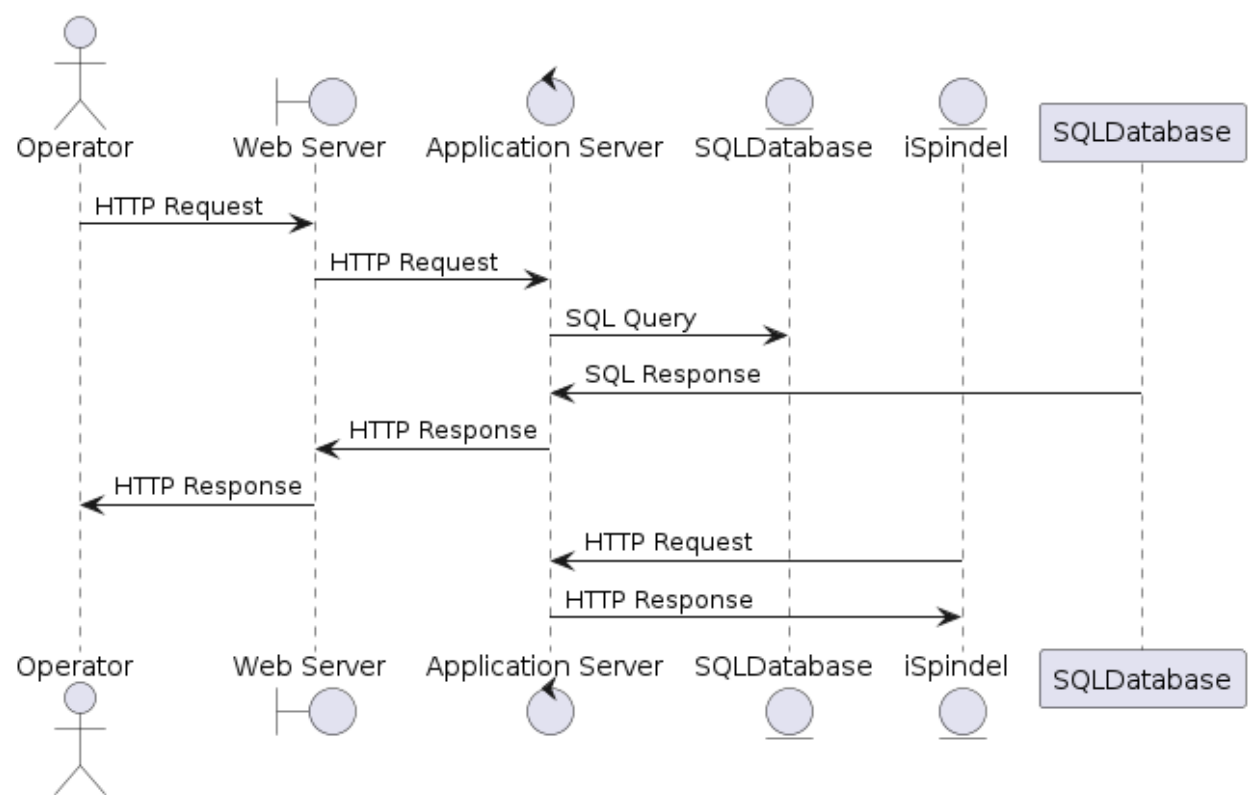 Operator
Web Server
Application Server
SQLDatabase
iSpindel
SQLDatabase
HTTP Request
HTTP Request
SQL Query
SQL Response
HTTP Response
HTTP Response
HTTP Request
HTTP Response
Operator
Web Server
Application Server
SQLDatabase
iSpindel
SQLDatabase